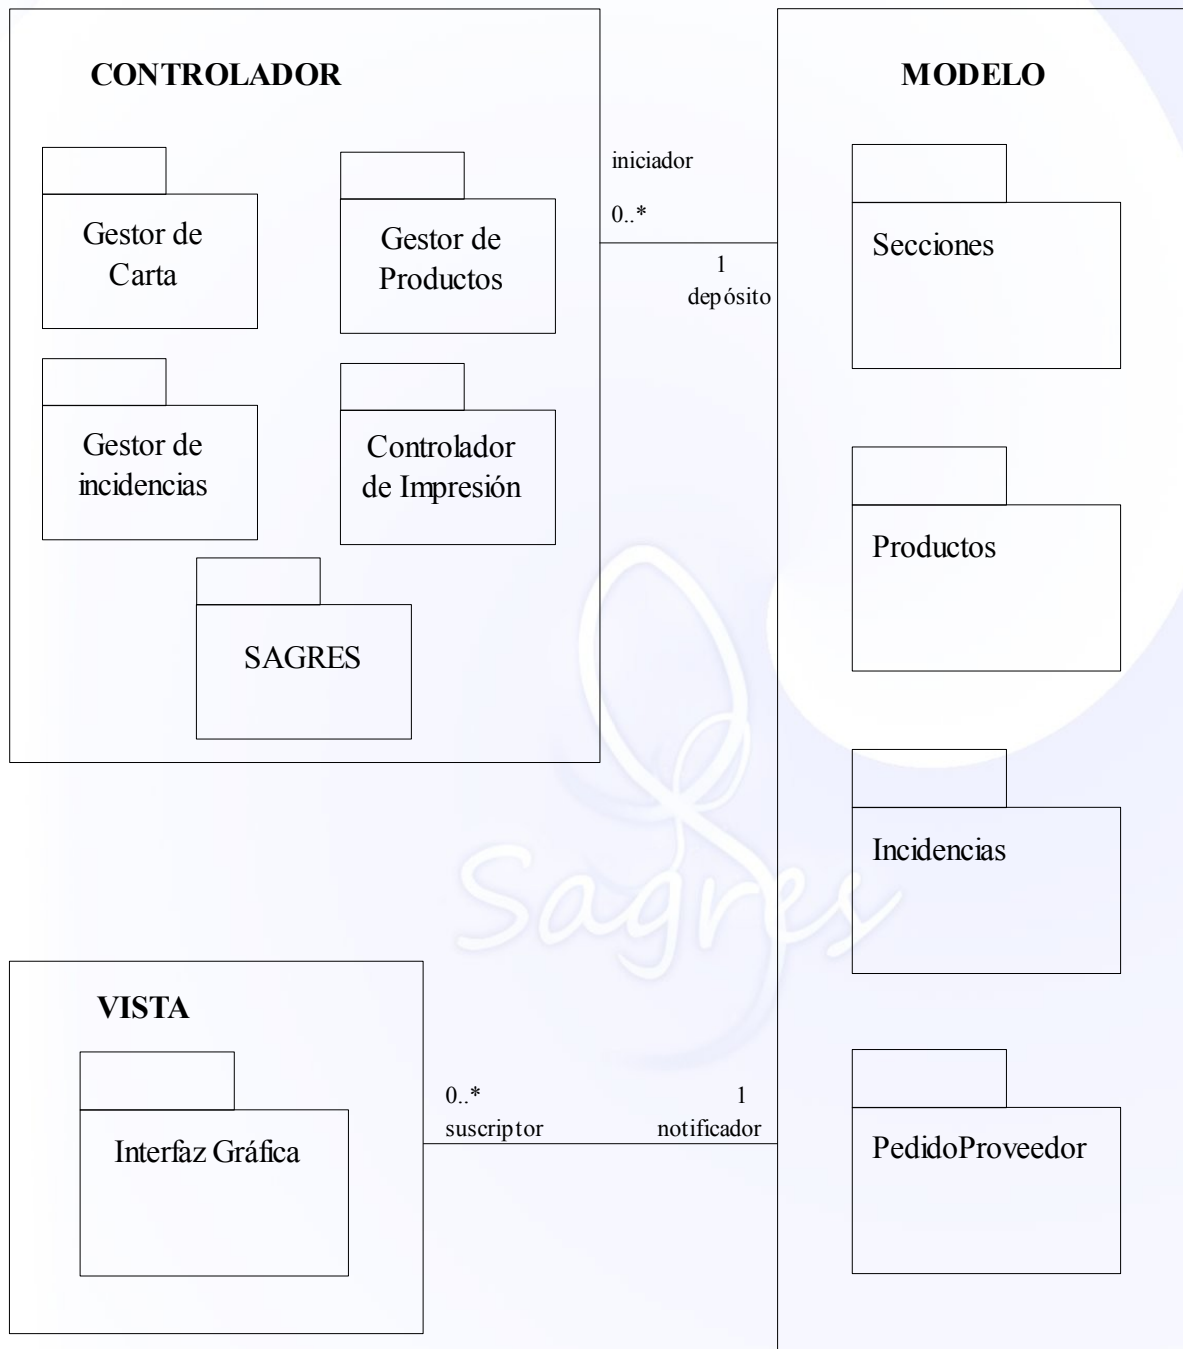 CONTROLADOR
Gestor de
Carta
Gestor de
Productos
Gestor de
incidencias
Controlador
de Impresión
SAGRES
iniciador
0..*
1
depósito
MODELO
Secciones
Productos
Incidencias
PedidoProveedor
VISTA
Interfaz Gráfica
0..*
suscriptor
1
notificador
Sagres